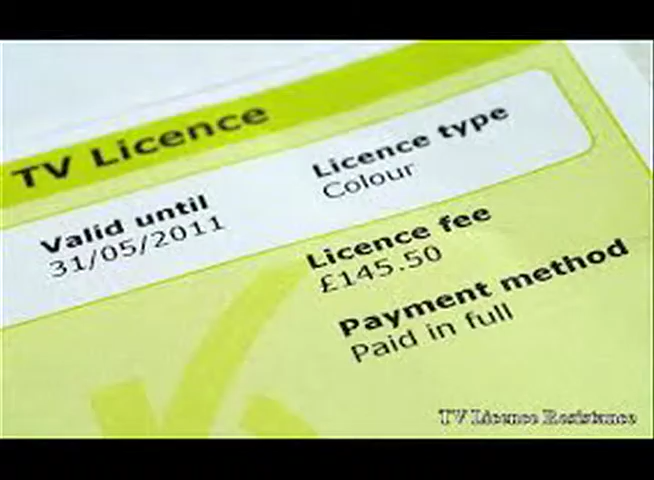 TV Licence
Licence type
Colour
Valid until
31/05/2011
Licence fee
£145.50
Payment method
Paid in full
TV Licence Resistance